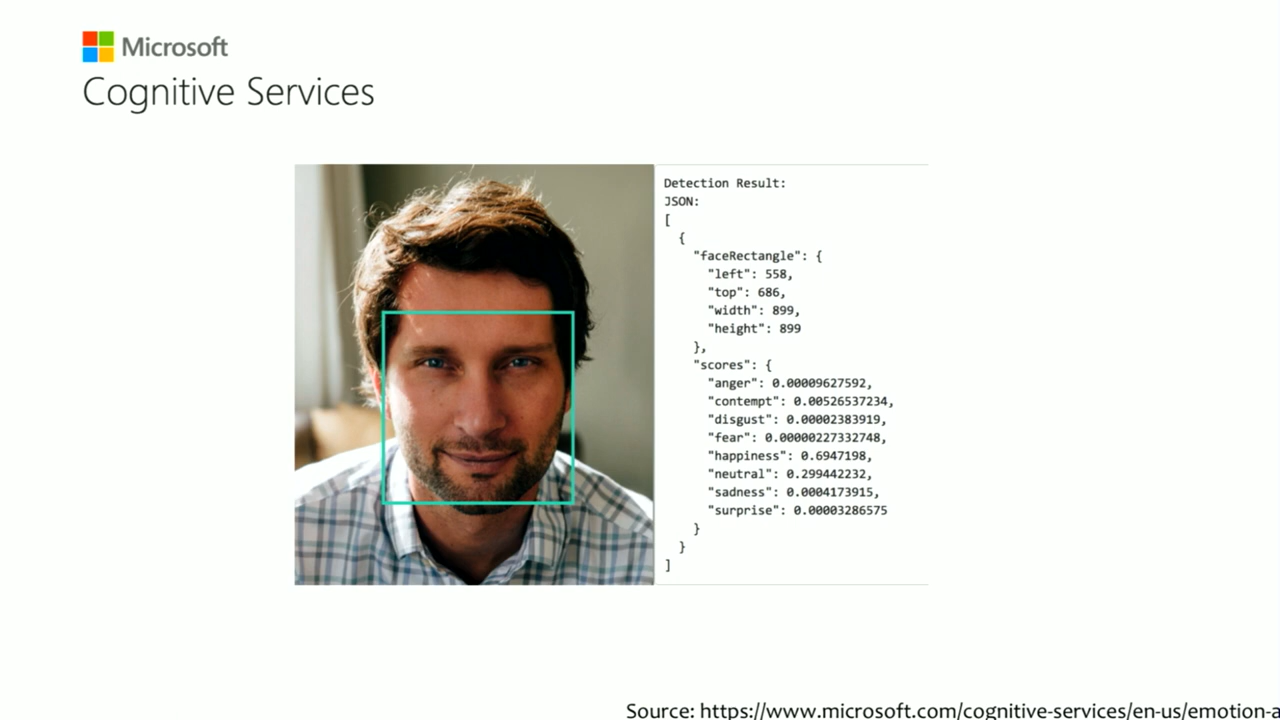 Microsoft
Cognitive Services
Detection Result:
JSON:
[
  {
    "faceRectangle": {
      "left": 558,
      "top": 686,
      "width": 899,
      "height": 899
    },
    "scores": {
      "anger": 0.00009627592,
      "contempt": 0.00526537234,
      "disgust": 0.00002383919,
      "fear": 0.00000227332748,
      "happiness": 0.6947198,
      "neutral": 0.299442232,
      "sadness": 0.0004173915,
      "surprise": 0.00003286575
    }
  }
]
Source: https://www.microsoft.com/cognitive-services/en-us/emotion-a